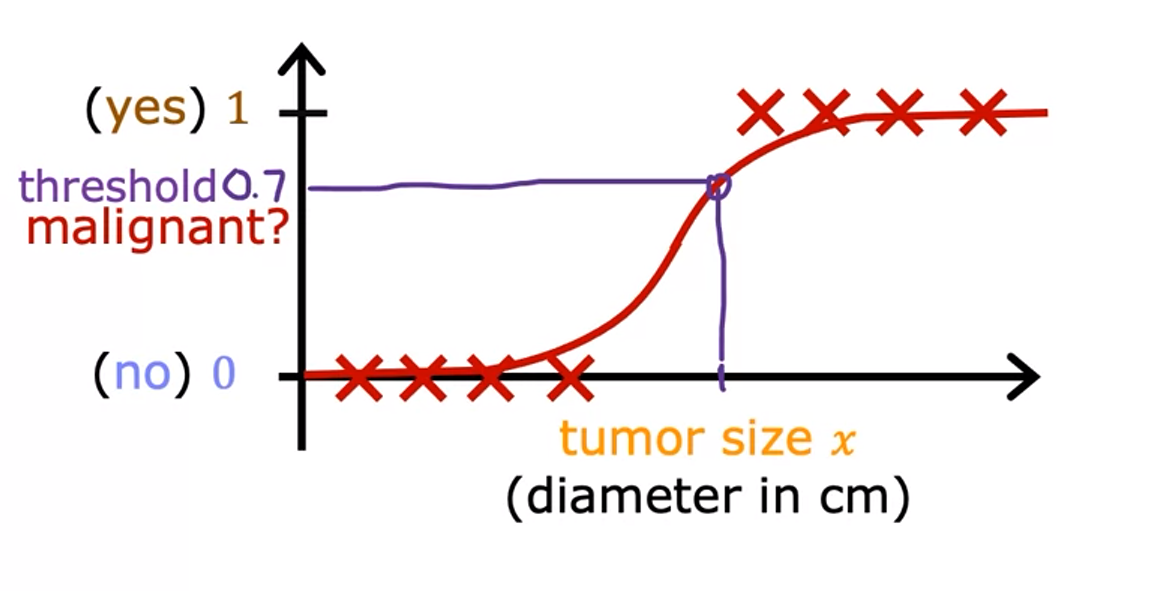 (yes) 1
threshold 0.7
malignant?
(no) 0
tumor size x
(diameter in cm)